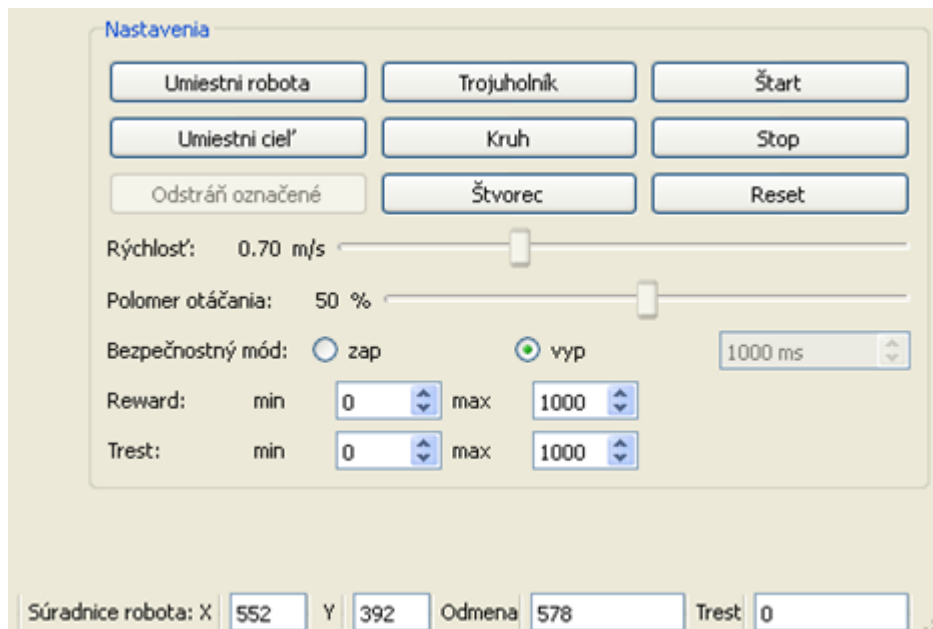 Nastavenia
Umiestni robota Trojuholník Štart
Umiestni cieľ Kruh Stop
Odstráň označené Štvorec Reset
Rýchlosť: 0.70 m/s
Polomer otáčania: 50 %
Bezpečnostný mód: zap vyp 1000 ms
Reward: min 0 max 1000
Trest: min 0 max 1000
Súradnice robota: X 552 Y 392 Odmena 578 Trest 0